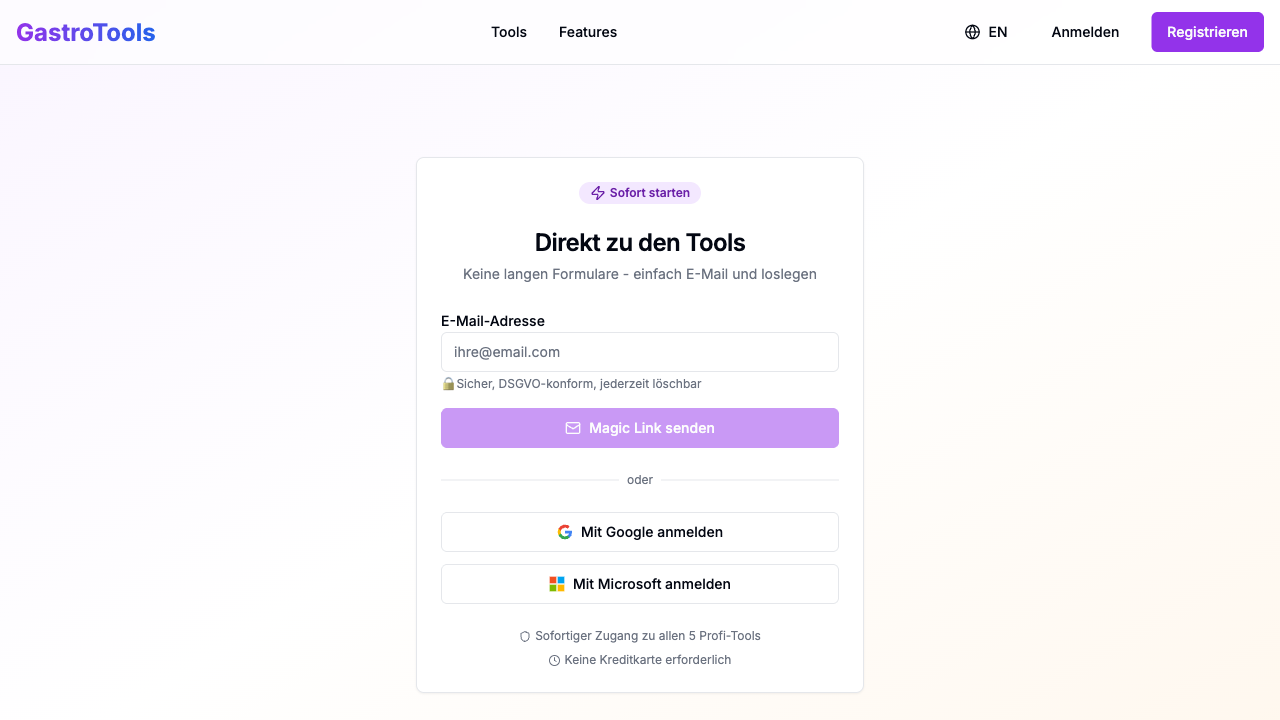 GastroTools
Tools
Features
EN
Anmelden
Registrieren
Sofort starten
Direkt zu den Tools
Keine langen Formulare - einfach E-Mail und loslegen
E-Mail-Adresse
ihre@email.com
🔒Sicher, DSGVO-konform, jederzeit löschbar
Magic Link senden
oder
Mit Google anmelden
Mit Microsoft anmelden
Sofortiger Zugang zu allen 5 Profi-Tools
Keine Kreditkarte erforderlich